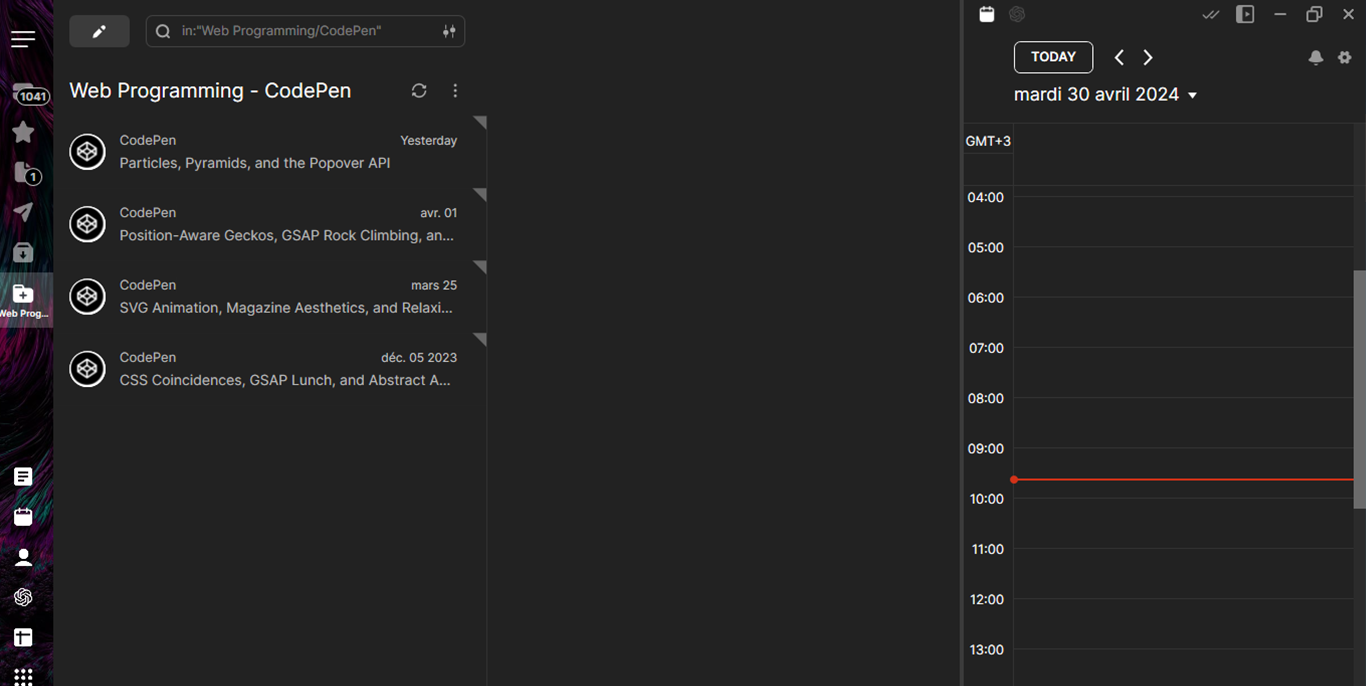 in:"Web Programming/CodePen"
Web Programming - CodePen
1041
1
Web Prog...
CodePen
Yesterday
Particles, Pyramids, and the Popover API
CodePen
avr. 01
Position-Aware Geckos, GSAP Rock Climbing, an...
CodePen
mars 25
SVG Animation, Magazine Aesthetics, and Relaxi...
CodePen
déc. 05 2023
CSS Coincidences, GSAP Lunch, and Abstract A...
TODAY
mardi 30 avril 2024
GMT+3
04:00
05:00
06:00
07:00
08:00
09:00
10:00
11:00
12:00
13:00